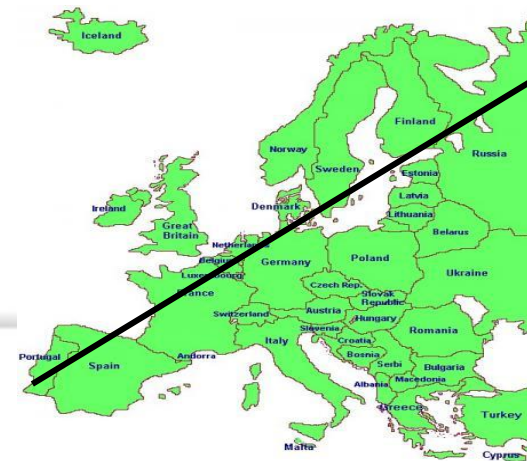 Iceland
Finland
Norway
Russia
Sweden
Estonia
Latvia
Denmark
Ireland
Lithuania
Great
Britain
Belarus
Netherlands
Belgium
Poland
Germany
Luxembourg
Ukraine
Czech Rep.
France
Slovak
Republic
Switzerland
Austria
Hungary
Slovenia
Romania
Italy
Croatia
Portugal
Andorra
Bosnia
Spain
Serbi
Bulgaria
Macedonia
Albania
Greece
Turkey
Malta
Cyprus